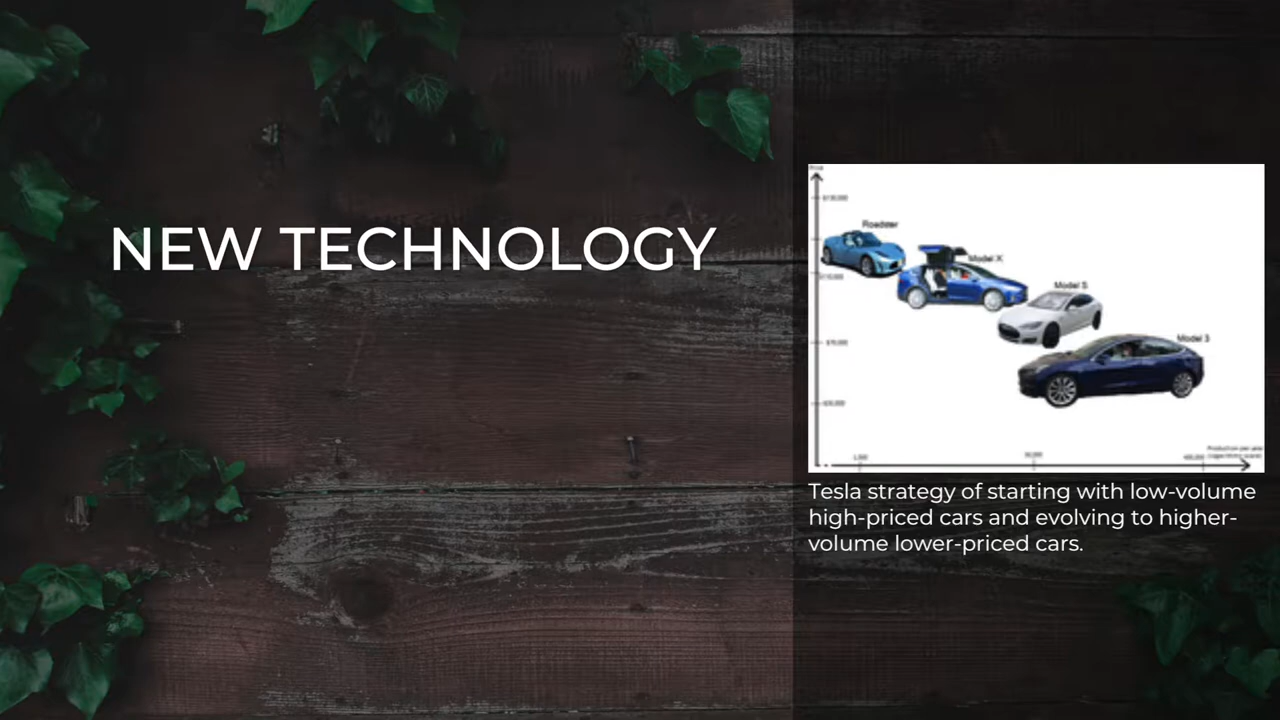 NEW TECHNOLOGY
Roadster
Model X
Model S
Model 3
Tesla strategy of starting with low-volume
high-priced cars and evolving to higher-
volume lower-priced cars.